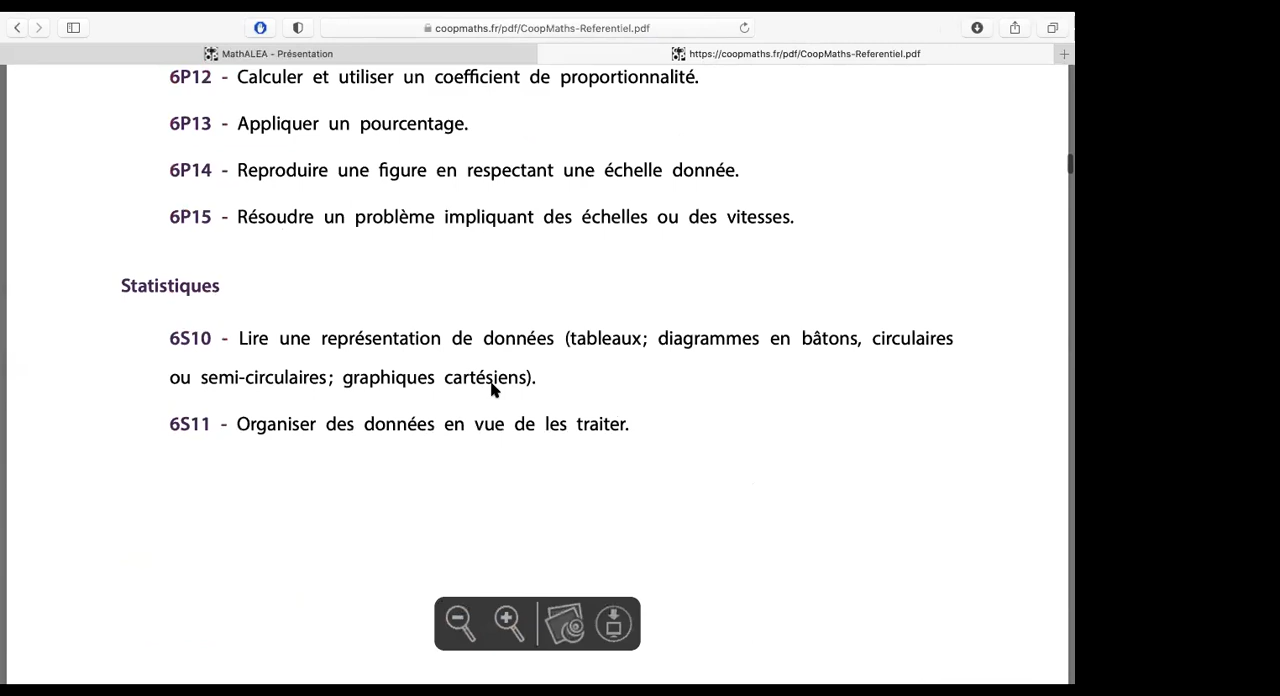 coopmaths.fr/pdf/CoopMaths-Referentiel.pdf
MathALEA - Présentation
https://coopmaths.fr/pdf/CoopMaths-Referentiel.pdf
6P12 - Calculer et utiliser un coefficient de proportionnalité.
6P13 - Appliquer un pourcentage.
6P14 - Reproduire une figure en respectant une échelle donnée.
6P15 - Résoudre un problème impliquant des échelles ou des vitesses.
Statistiques
6S10 - Lire une représentation de données (tableaux; diagrammes en bâtons, circulaires
ou semi-circulaires; graphiques cartésiens).
6S11 - Organiser des données en vue de les traiter.